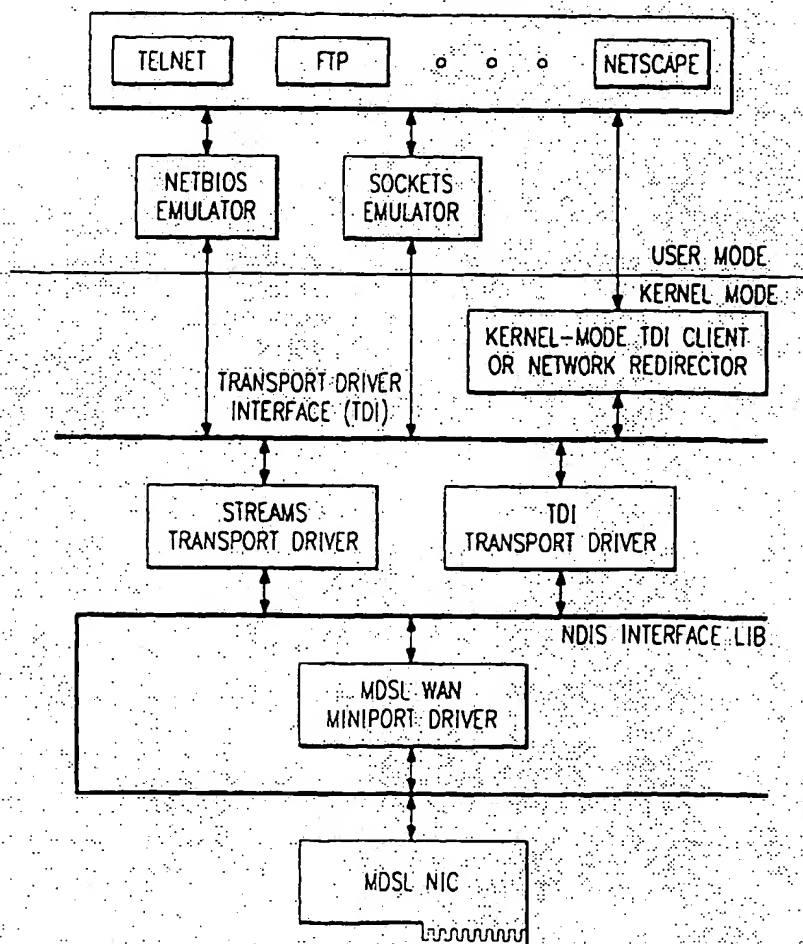 TELNET
FTP
NETSCAPE
NETBIOS
EMULATOR
SOCKETS
EMULATOR
USER MODE
KERNEL MODE
KERNEL-MODE TDI CLIENT
OR NETWORK REDIRECTOR
TRANSPORT DRIVER
INTERFACE (TDI)
STREAMS
TRANSPORT DRIVER
TDI
TRANSPORT DRIVER
NDIS INTERFACE LIB
MDSL WAN
MINIPORT DRIVER
MDSL NIC